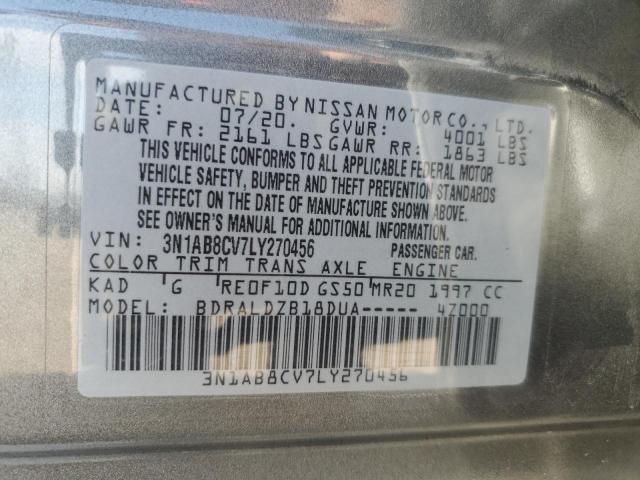 MANUFACTURED BY NISSAN MOTOR CO., LTD.
DATE: 07/20. GVWR: 4001 LBS
GAWR FR: 2161 LBS GAWR RR: 1863 LBS
THIS VEHICLE CONFORMS TO ALL APPLICABLE FEDERAL MOTOR
VEHICLE SAFETY, BUMPER AND THEFT PREVENTION STANDARDS
IN EFFECT ON THE DATE OF MANUFACTURE SHOWN ABOVE.
SEE OWNER'S MANUAL FOR ADDITIONAL INFORMATION.
VIN: 3N1AB8CV7LY270456 PASSENGER CAR.
COLOR TRIM TRANS AXLE ENGINE
KAD G RE0F10D GS50 MR20 1997 CC
MODEL: BDRALDZB18DUA----- 4Z000
3N1AB8CV7LY270456